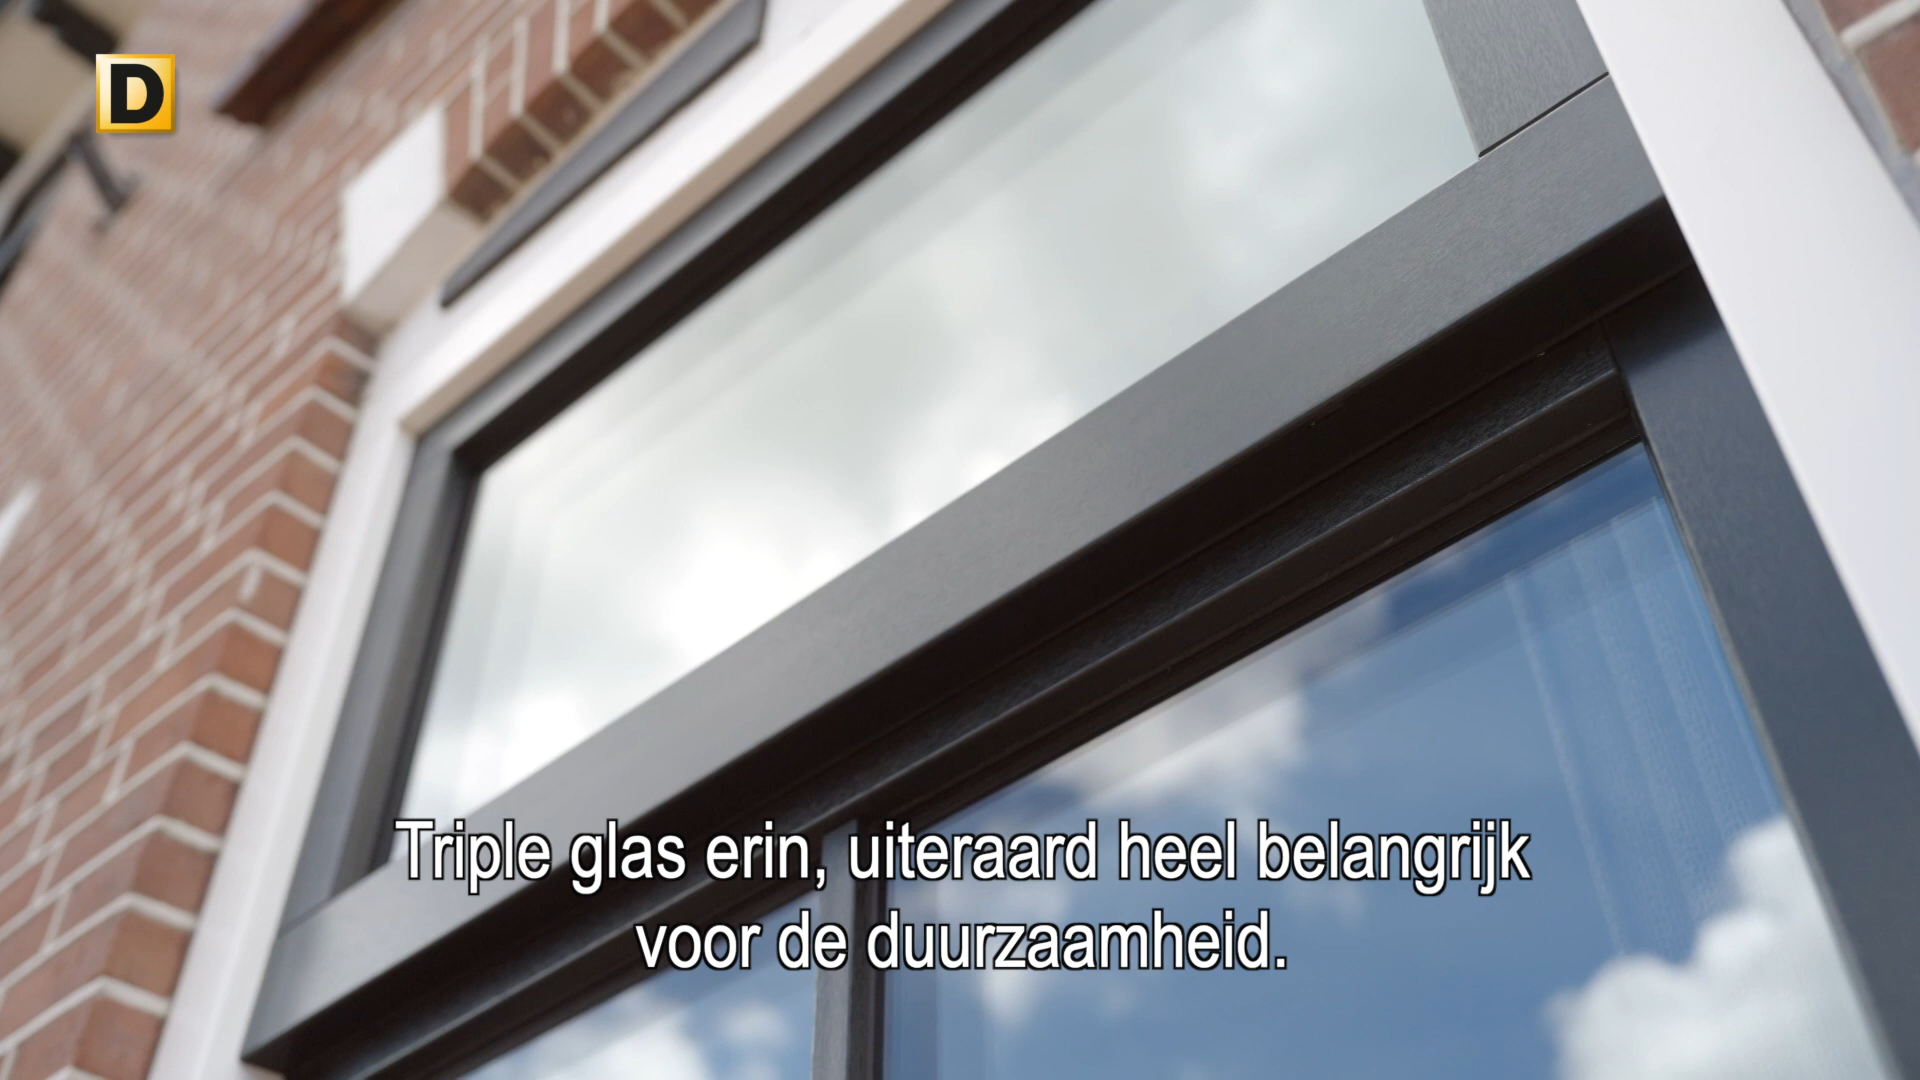 D
Triple glas erin, uiteraard heel belangrijk
voor de duurzaamheid.